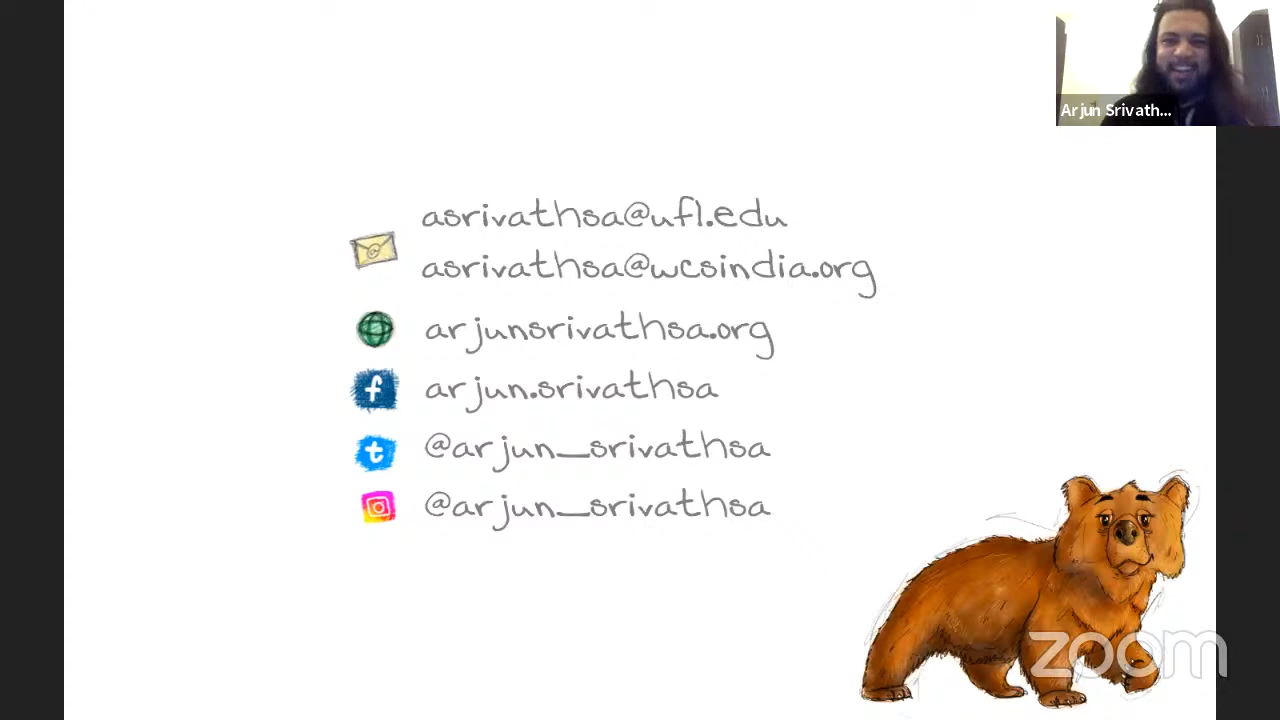 Arjun Srivath...
asrivathsa@ufl.edu
asrivathsa@wcsindia.org
arjunsrivathsa.org
f arjun.srivathsa
t @arjun_srivathsa
@arjun_srivathsa
zoom